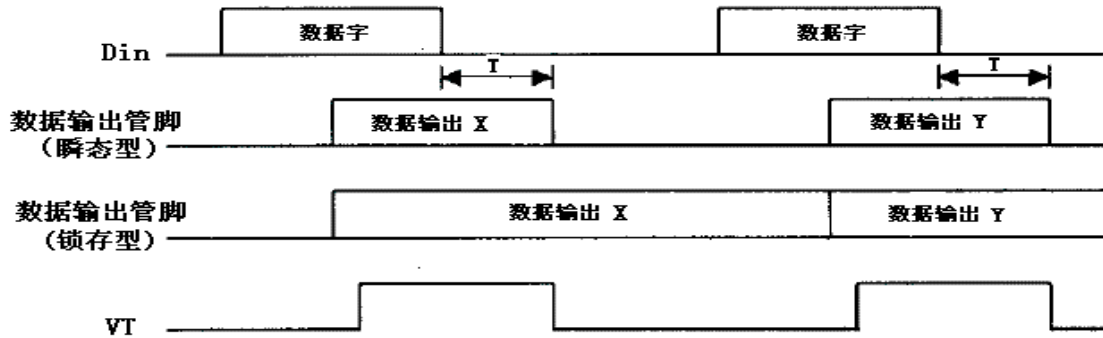 数据字 数据字
Din
T T
数据输出管脚
(瞬态型)
数据输出 X 数据输出 Y
数据输出管脚
(锁存型)
数据输出 X 数据输出 Y
VT